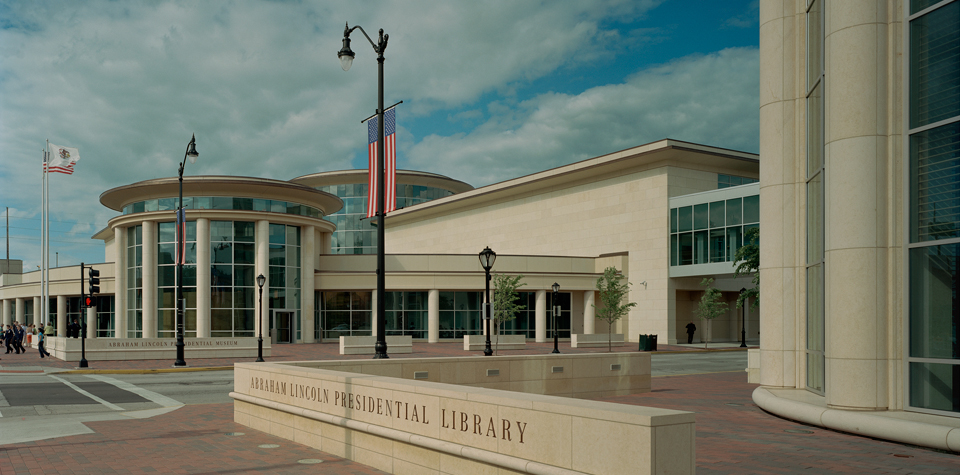 ABRAHAM LINCOLN PRESIDENTIAL MUSEUM
ABRAHAM LINCOLN PRESIDENTIAL LIBRARY